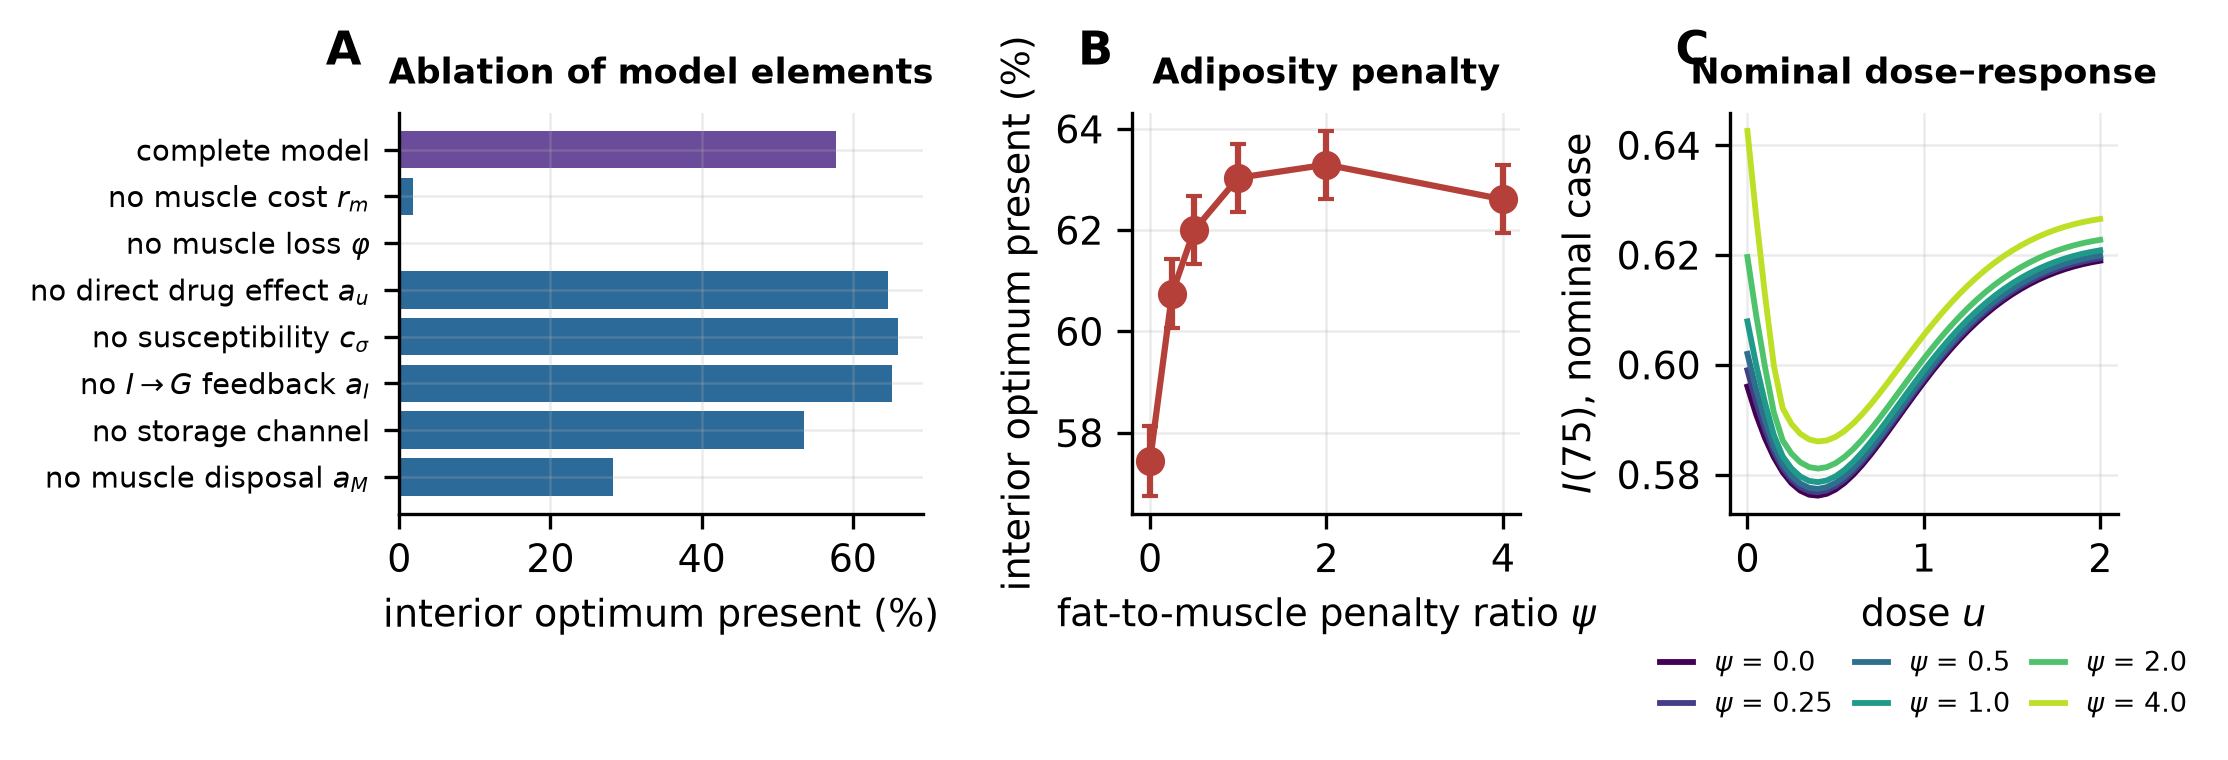 A
Ablation of model elements
complete model
no muscle cost rₘ
no muscle loss φ
no direct drug effect aᵤ
no susceptibility c_σ
no I → G feedback a_I
no storage channel
no muscle disposal a_M
0 20 40 60
interior optimum present (%)
B
Adiposity penalty
interior optimum present (%)
64
62
60
58
0 2 4
fat-to-muscle penalty ratio ψ
C
Nominal dose–response
I(75), nominal case
0.64
0.62
0.60
0.58
0 1 2
dose u
ψ = 0.0 ψ = 0.5 ψ = 2.0
ψ = 0.25 ψ = 1.0 ψ = 4.0